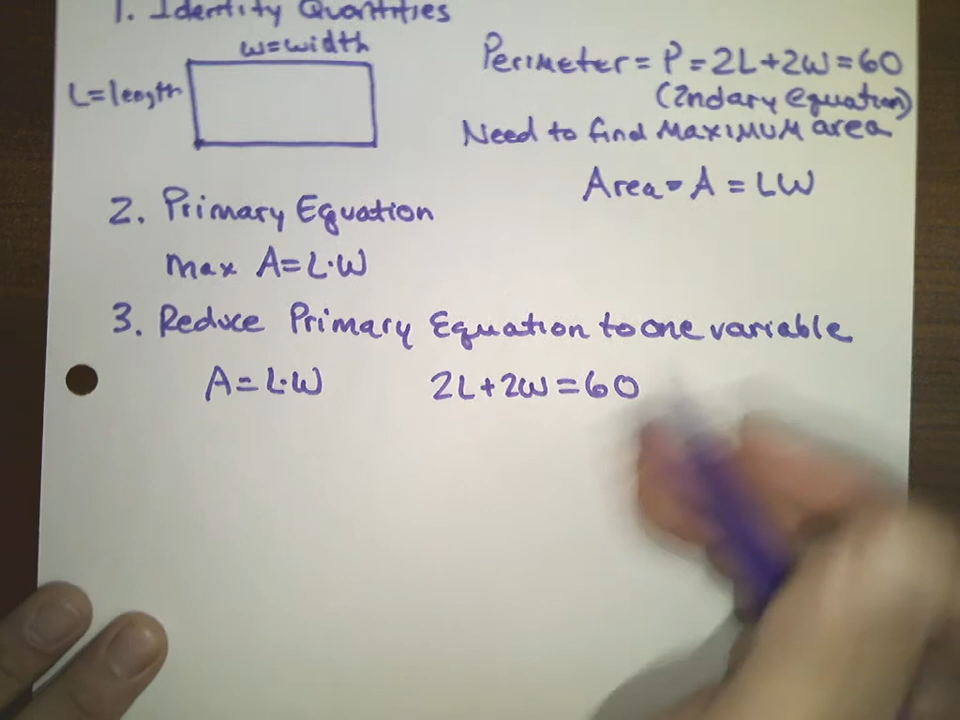 1. Identity Quantities
w=width
L=length
Perimeter = P = 2L+2W = 60
(2ndary equation)
Need to find MAXIMUM area
Area = A = LW
2. Primary Equation
max A=L·W
3. Reduce Primary Equation to one variable
A=L·W 2L+2W=60